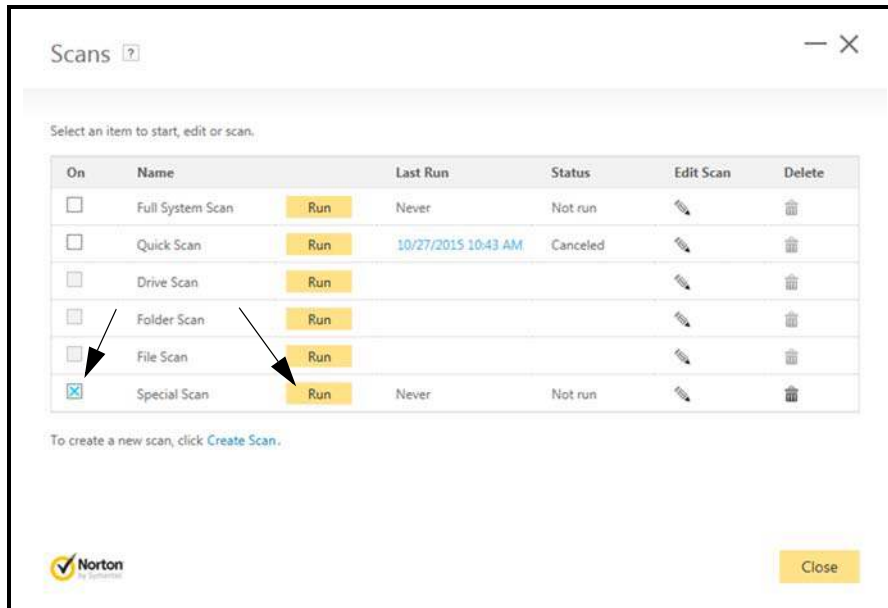 Scans ?
Select an item to start, edit or scan.
On Name Last Run Status Edit Scan Delete
Full System Scan Run Never Not run
Quick Scan Run 10/27/2015 10:43 AM Canceled
Drive Scan Run
Folder Scan Run
File Scan Run
Special Scan Run Never Not run
To create a new scan, click Create Scan.
Norton
by Symantec
Close